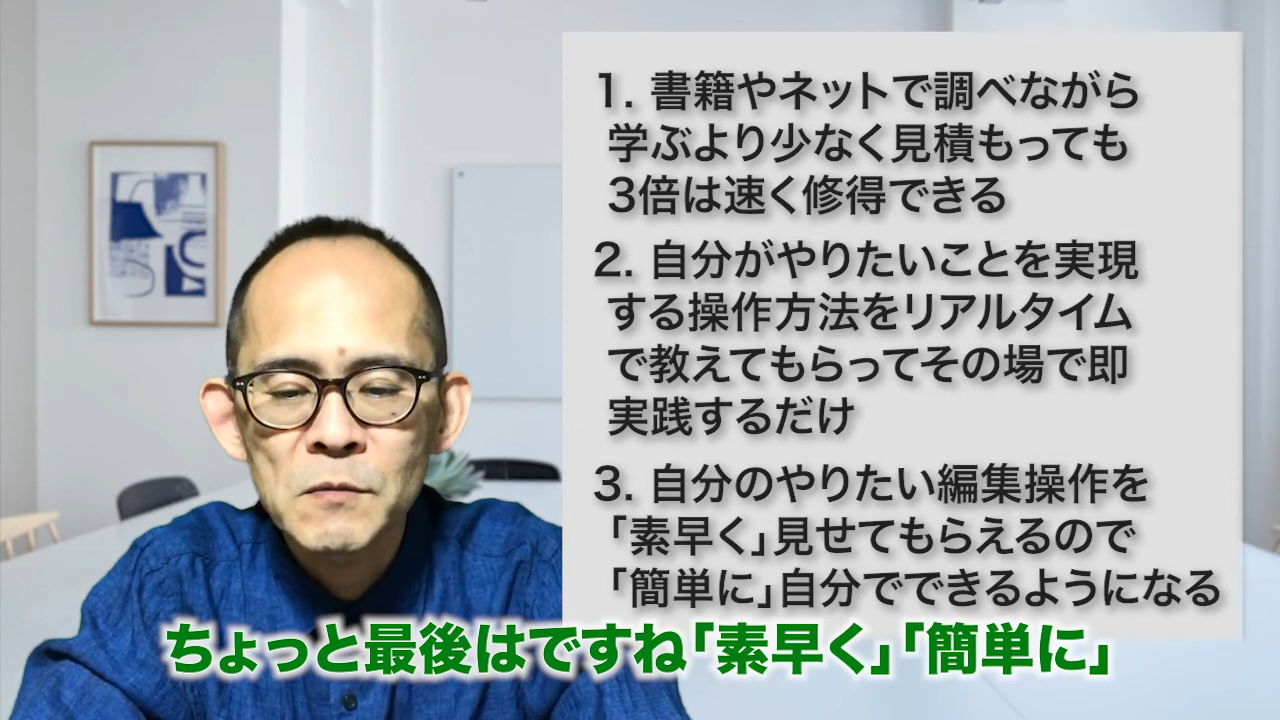 1. 書籍やネットで調べながら
学ぶより少なく見積もっても
3倍は速く修得できる
2. 自分がやりたいことを実現
する操作方法をリアルタイム
で教えてもらってその場で即
実践するだけ
3. 自分のやりたい編集操作を
「素早く」見せてもらえるので
「簡単に」自分でできるようになる
ちょっと最後はですね「素早く」「簡単に」